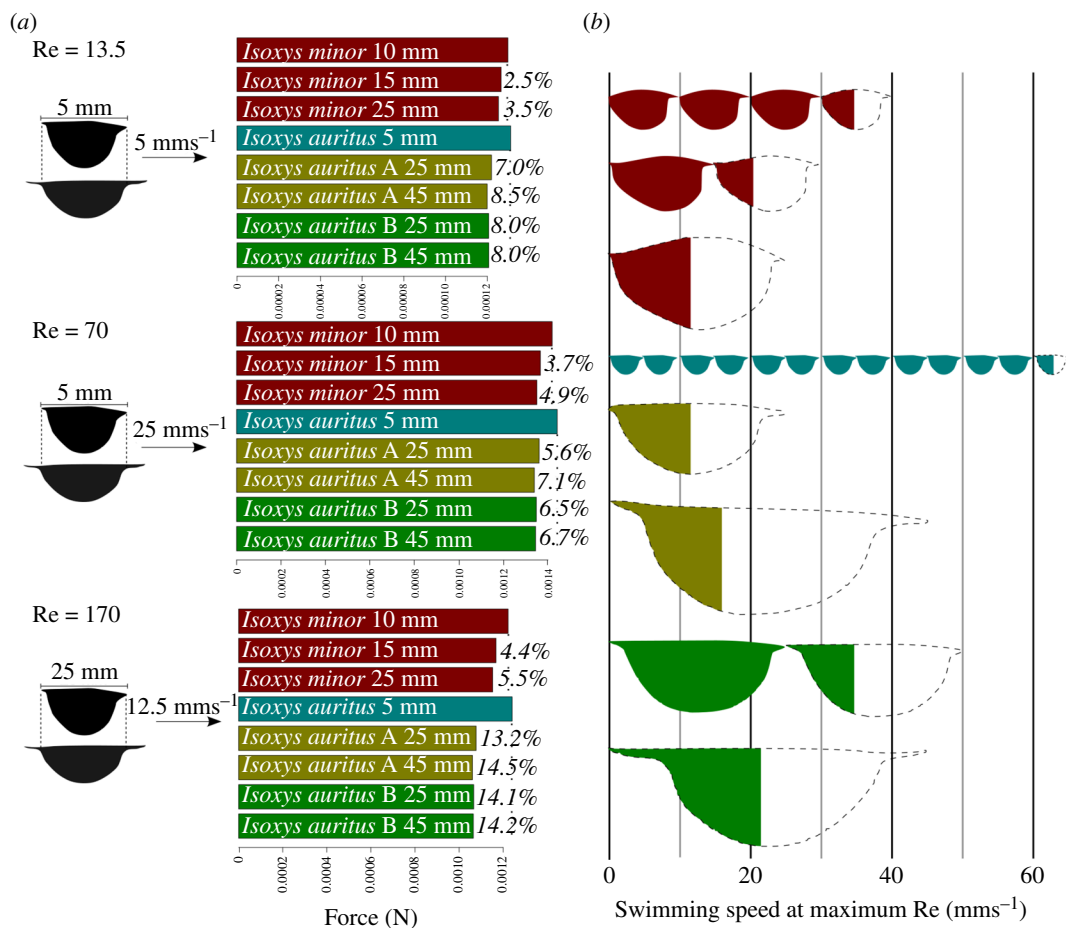 (a)
(b)
Re = 13.5
5 mm
5 mms⁻¹
Isoxys minor 10 mm
Isoxys minor 15 mm 2.5%
Isoxys minor 25 mm 3.5%
Isoxys auritus 5 mm
Isoxys auritus A 25 mm 7.0%
Isoxys auritus A 45 mm 8.5%
Isoxys auritus B 25 mm 8.0%
Isoxys auritus B 45 mm 8.0%
0 0.00002 0.00004 0.00006 0.00008 0.00010 0.00012
Re = 70
5 mm
25 mms⁻¹
Isoxys minor 10 mm
Isoxys minor 15 mm 3.7%
Isoxys minor 25 mm 4.9%
Isoxys auritus 5 mm
Isoxys auritus A 25 mm 5.6%
Isoxys auritus A 45 mm 7.1%
Isoxys auritus B 25 mm 6.5%
Isoxys auritus B 45 mm 6.7%
0 0.0002 0.0004 0.0006 0.0008 0.0010 0.0012 0.0014
Re = 170
25 mm
12.5 mms⁻¹
Isoxys minor 10 mm
Isoxys minor 15 mm 4.4%
Isoxys minor 25 mm 5.5%
Isoxys auritus 5 mm
Isoxys auritus A 25 mm 13.2%
Isoxys auritus A 45 mm 14.5%
Isoxys auritus B 25 mm 14.1%
Isoxys auritus B 45 mm 14.2%
0 0.0002 0.0004 0.0006 0.0008 0.0010 0.0012
Force (N)
0 20 40 60
Swimming speed at maximum Re (mms⁻¹)